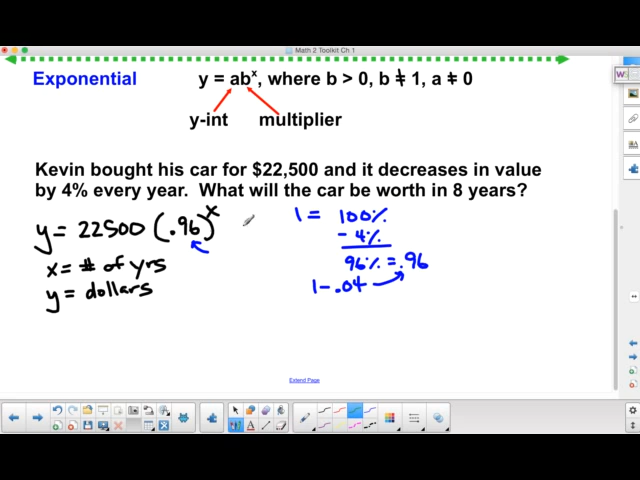 Math 2 Toolkit Ch 1
Exponential y = abˣ, where b > 0, b ≠ 1, a ≠ 0
y-int multiplier
Kevin bought his car for $22,500 and it decreases in value
by 4% every year. What will the car be worth in 8 years?
y = 22500 (.96)ˣ
x = # of yrs
y = dollars
1 = 100%
- 4%
96% = .96
1 - .04
Extend Page